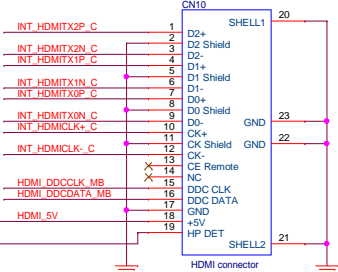 CN10
INT_HDMITX2P_C 1 D2+ SHELL1 20
2 D2 Shield
INT_HDMITX2N_C 3 D2-
INT_HDMITX1P_C 4 D1+
5 D1 Shield
INT_HDMITX1N_C 6 D1-
INT_HDMITX0P_C 7 D0+
8 D0 Shield
INT_HDMITX0N_C 9 D0- GND 23
INT_HDMICLK+_C 10 CK+
11 CK Shield GND 22
INT_HDMICLK-_C 12 CK-
13 CE Remote
14 NC
HDMI_DDCCLK_MB 15 DDC CLK
HDMI_DDCDATA_MB 16 DDC DATA
17 GND
HDMI_5V 18 +5V
19 HP DET
SHELL2 21
HDMI connector